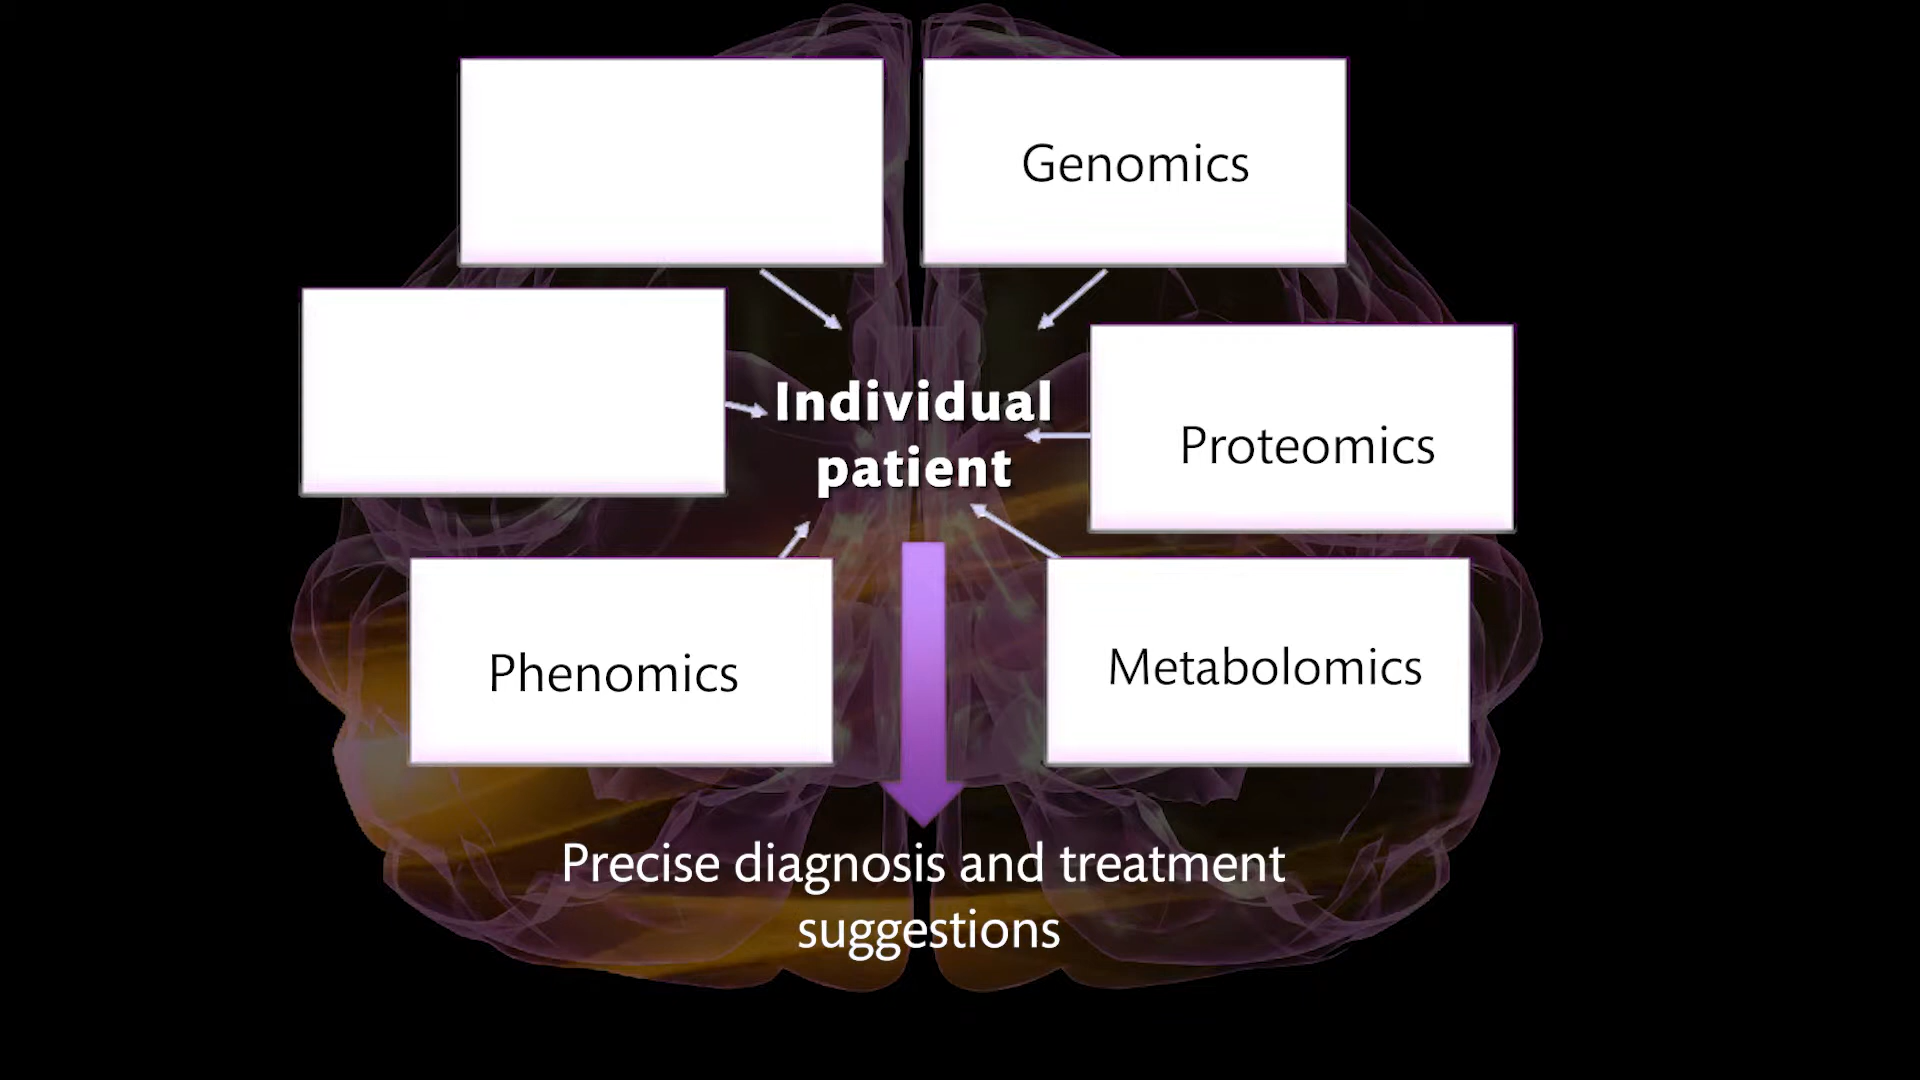 Genomics
Individual
patient
Proteomics
Phenomics
Metabolomics
Precise diagnosis and treatment
suggestions